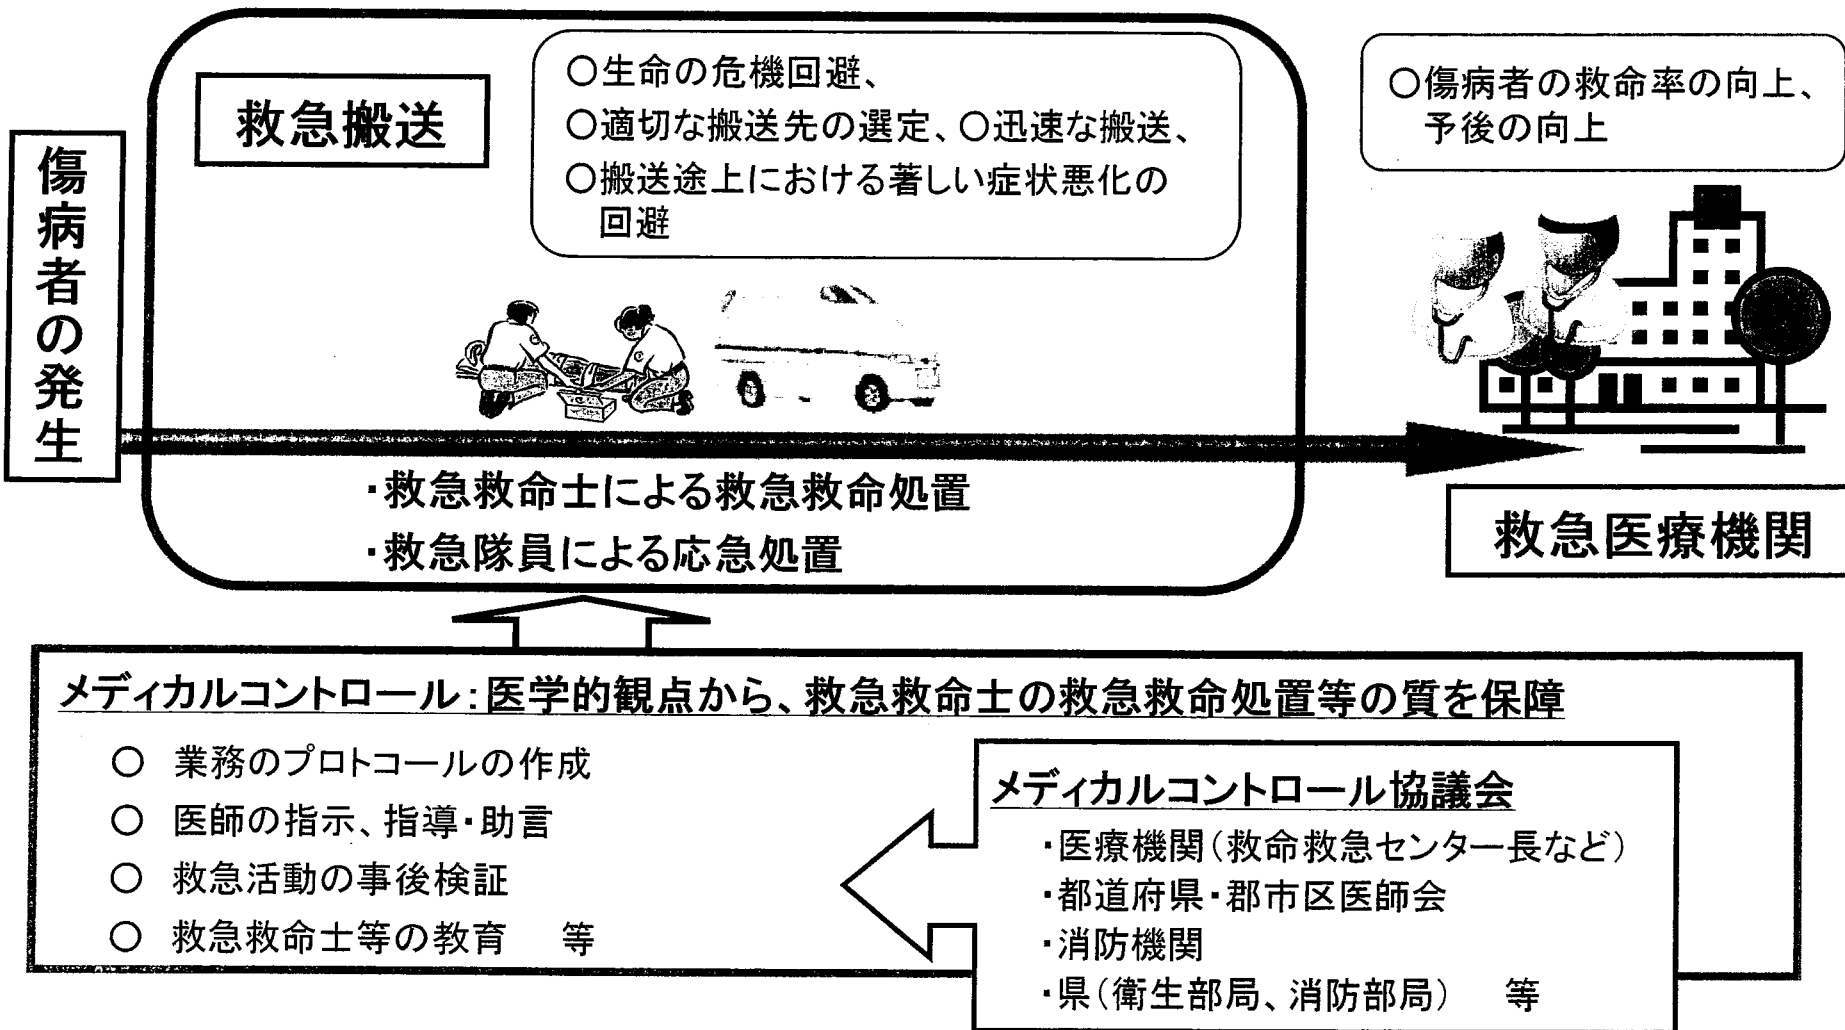 傷病者の発生
救急搬送
○生命の危機回避、
○適切な搬送先の選定、○迅速な搬送、
○搬送途上における著しい症状悪化の
回避
○傷病者の救命率の向上、
予後の向上
・救急救命士による救急救命処置
・救急隊員による応急処置
救急医療機関
メディカルコントロール:医学的観点から、救急救命士の救急救命処置等の質を保障
○ 業務のプロトコールの作成
○ 医師の指示、指導・助言
○ 救急活動の事後検証
○ 救急救命士等の教育 等
メディカルコントロール協議会
・医療機関(救命救急センター長など)
・都道府県・郡市区医師会
・消防機関
・県(衛生部局、消防部局) 等